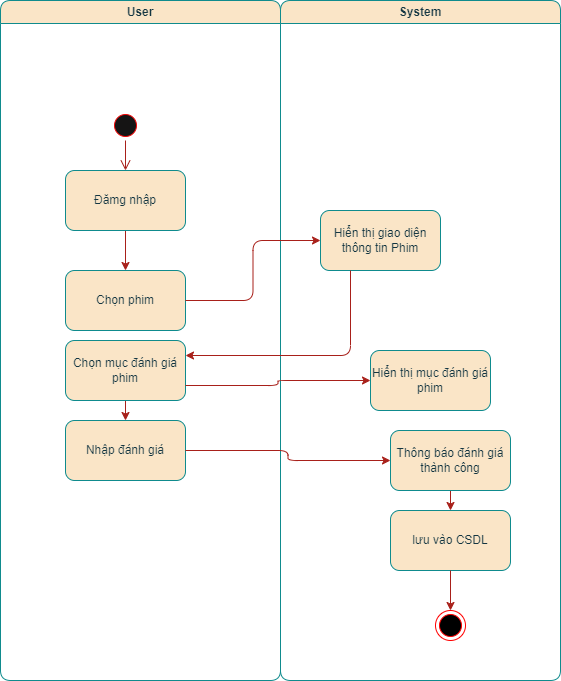 User
System
Đăng nhập
Hiển thị giao diện
thông tin Phim
Chọn phim
Chọn mục đánh giá
phim
Hiển thị mục đánh giá
phim
Nhập đánh giá
Thông báo đánh giá
thành công
lưu vào CSDL